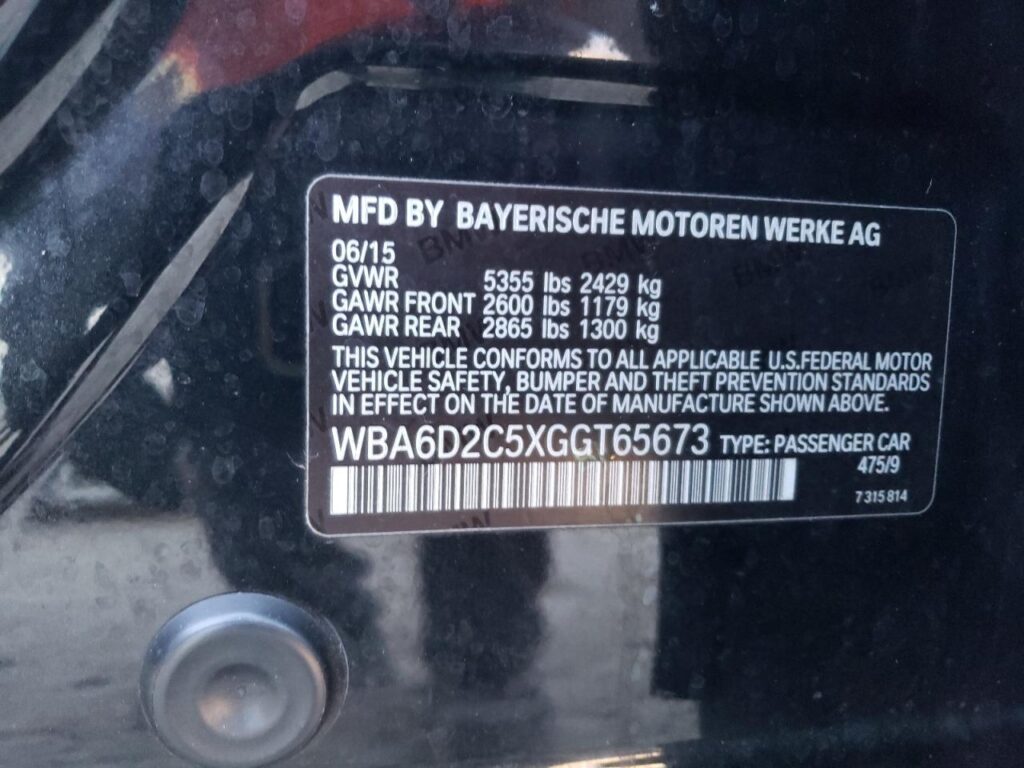 MFD BY BAYERISCHE MOTOREN WERKE AG
06/15
GVWR 5355 lbs 2429 kg
GAWR FRONT 2600 lbs 1179 kg
GAWR REAR 2865 lbs 1300 kg
THIS VEHICLE CONFORMS TO ALL APPLICABLE U.S.FEDERAL MOTOR
VEHICLE SAFETY, BUMPER AND THEFT PREVENTION STANDARDS
IN EFFECT ON THE DATE OF MANUFACTURE SHOWN ABOVE.
WBA6D2C5XGGT65673 TYPE: PASSENGER CAR
475/9
7 315 814